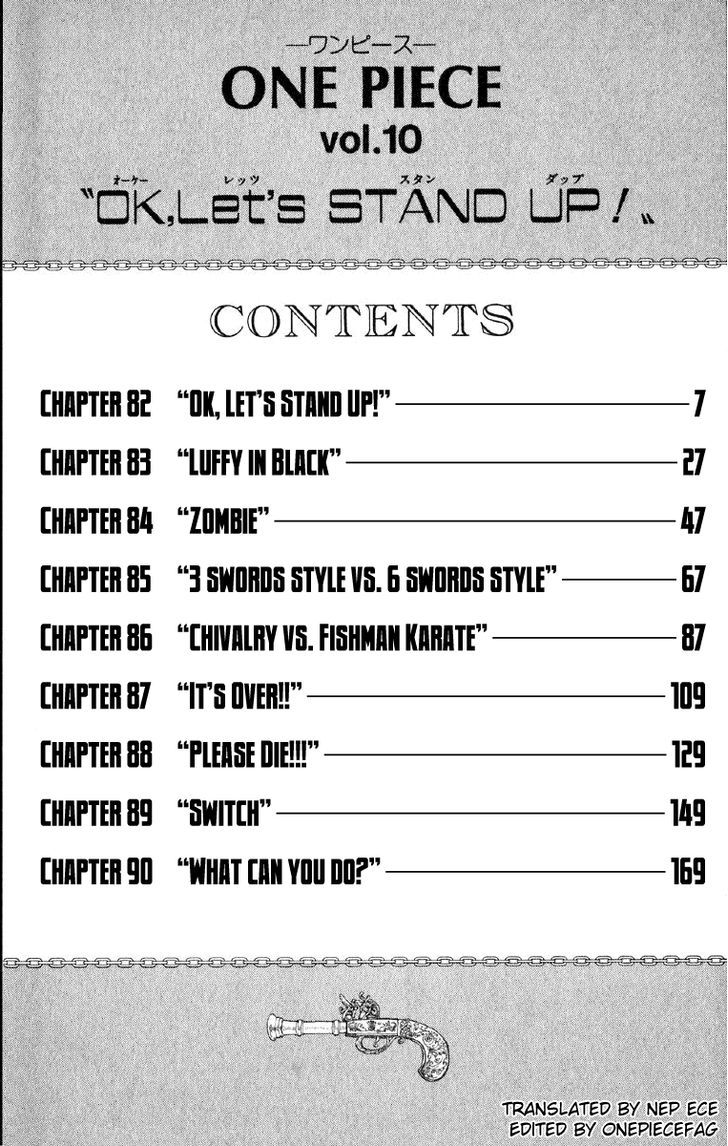 —ワンピース—
ONE PIECE
vol.10
オーケー レッツ スタン ダップ
〝OK,Let's STAND UP!〟
CONTENTS
CHAPTER 82 “OK, LET'S STAND UP!” 7
CHAPTER 83 “LUFFY IN BLACK” 27
CHAPTER 84 “ZOMBIE” 47
CHAPTER 85 “3 SWORDS STYLE VS. 6 SWORDS STYLE” 67
CHAPTER 86 “CHIVALRY VS. FISHMAN KARATE” 87
CHAPTER 87 “IT'S OVER!!” 109
CHAPTER 88 “PLEASE DIE!!!” 129
CHAPTER 89 “SWITCH” 149
CHAPTER 90 “WHAT CAN YOU DO?” 169
TRANSLATED BY NEP ECE
EDITED BY ONEPIECEFAG